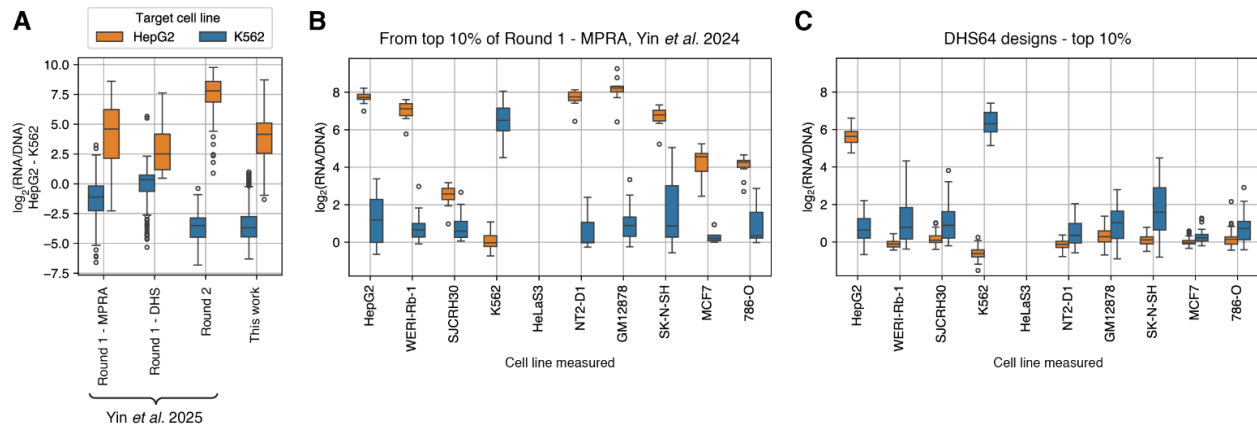 A
Target cell line
HepG2 K562
log2(RNA/DNA)
HepG2 - K562
10.0
7.5
5.0
2.5
0.0
−2.5
−5.0
−7.5
Round 1 - MPRA
Round 1 - DHS
Round 2
This work
Yin et al. 2025
B
From top 10% of Round 1 - MPRA, Yin et al. 2024
log2(RNA/DNA)
8
6
4
2
0
HepG2
WERI-Rb-1
SJCRH30
K562
HeLaS3
NT2-D1
GM12878
SK-N-SH
MCF7
786-O
Cell line measured
C
DHS64 designs - top 10%
log2(RNA/DNA)
8
6
4
2
0
HepG2
WERI-Rb-1
SJCRH30
K562
HeLaS3
NT2-D1
GM12878
SK-N-SH
MCF7
786-O
Cell line measured